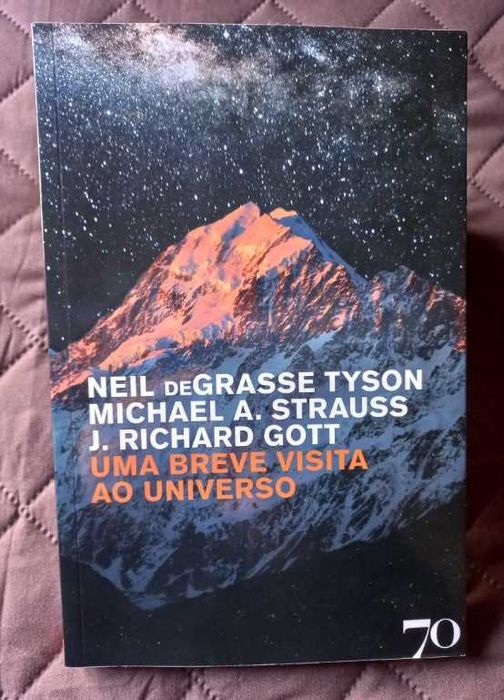 NEIL DEGRASSE TYSON
MICHAEL A. STRAUSS
J. RICHARD GOTT
UMA BREVE VISITA
AO UNIVERSO
70